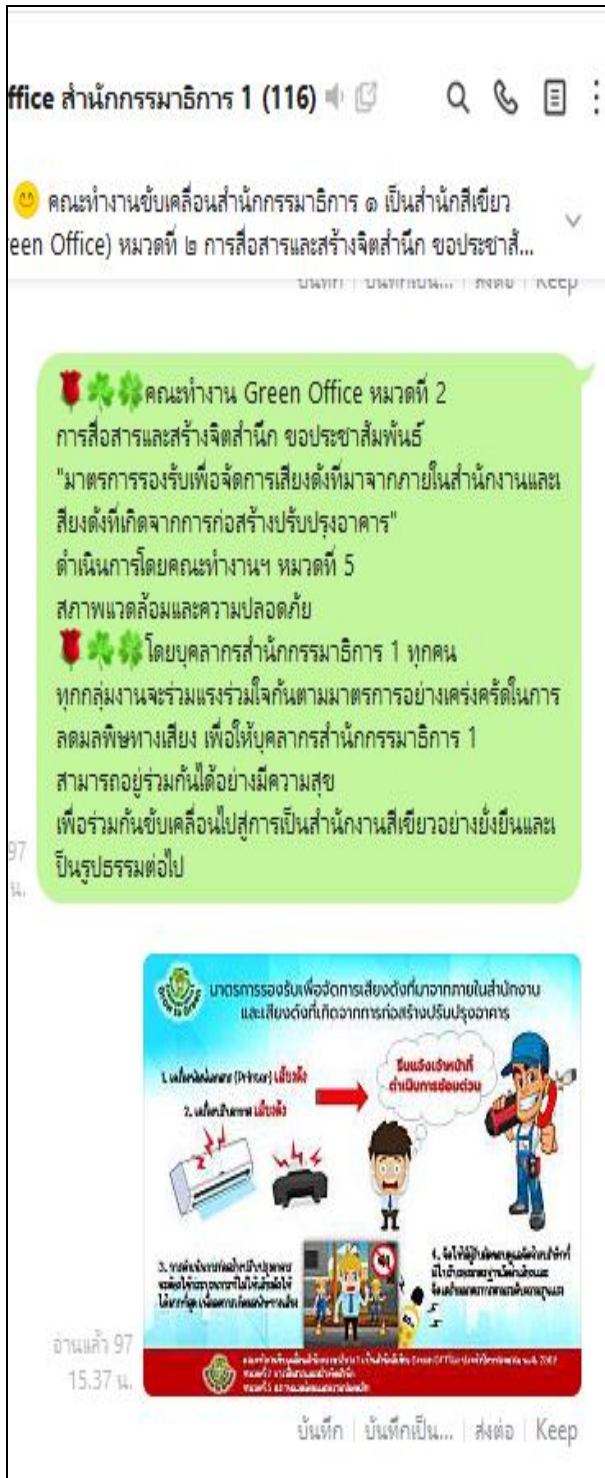 ffice สำนักกรรมาธิการ 1 (116)
คณะทำงานขับเคลื่อนสำนักกรรมาธิการ ๑ เป็นสำนักสีเขียว
een Office) หมวดที่ ๒ การสื่อสารและสร้างจิตสำนึก ขอประชาสั...
บันทึก | บันทึกเป็น... | ส่งต่อ | Keep
คณะทำงาน Green Office หมวดที่ 2
การสื่อสารและสร้างจิตสำนึก ขอประชาสัมพันธ์
"มาตรการรองรับเพื่อจัดการเสียงดังที่มาจากภายในสำนักงานและเ
สียงดังที่เกิดจากการก่อสร้างปรับปรุงอาคาร"
ดำเนินการโดยคณะทำงานฯ หมวดที่ 5
สภาพแวดล้อมและความปลอดภัย
โดยบุคลากรสำนักกรรมาธิการ 1 ทุกคน
ทุกกลุ่มงานจะร่วมแรงร่วมใจกันตามมาตรการอย่างเคร่งครัดในการ
ลดมลพิษทางเสียง เพื่อให้บุคลากรสำนักกรรมาธิการ 1
สามารถอยู่ร่วมกันได้อย่างมีความสุข
เพื่อร่วมกันขับเคลื่อนไปสู่การเป็นสำนักงานสีเขียวอย่างยั่งยืนและเ
ป็นรูปธรรมต่อไป
97
น.
มาตรการรองรับเพื่อจัดการเสียงดังที่มาจากภายในสำนักงาน
และเสียงดังที่เกิดจากการก่อสร้างปรับปรุงอาคาร
1. (Printer) เสียงดัง
2. เสียงดัง
รีบแจ้งเจ้าหน้าที่
ดำเนินการซ่อมด่วน
3.
4.
อ่านแล้ว 97
15.37 น.
บันทึก | บันทึกเป็น... | ส่งต่อ | Keep